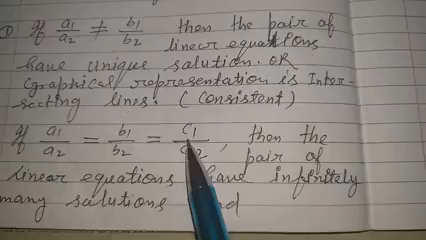 ① If a₁/a₂ ≠ b₁/b₂ then the pair of
linear equations
have unique solution. OR
Graphical representation is Inter-
secting lines. (Consistent)
If a₁/a₂ = b₁/b₂ = c₁/c₂, then the
pair of
linear equations have infinitely
many solutions